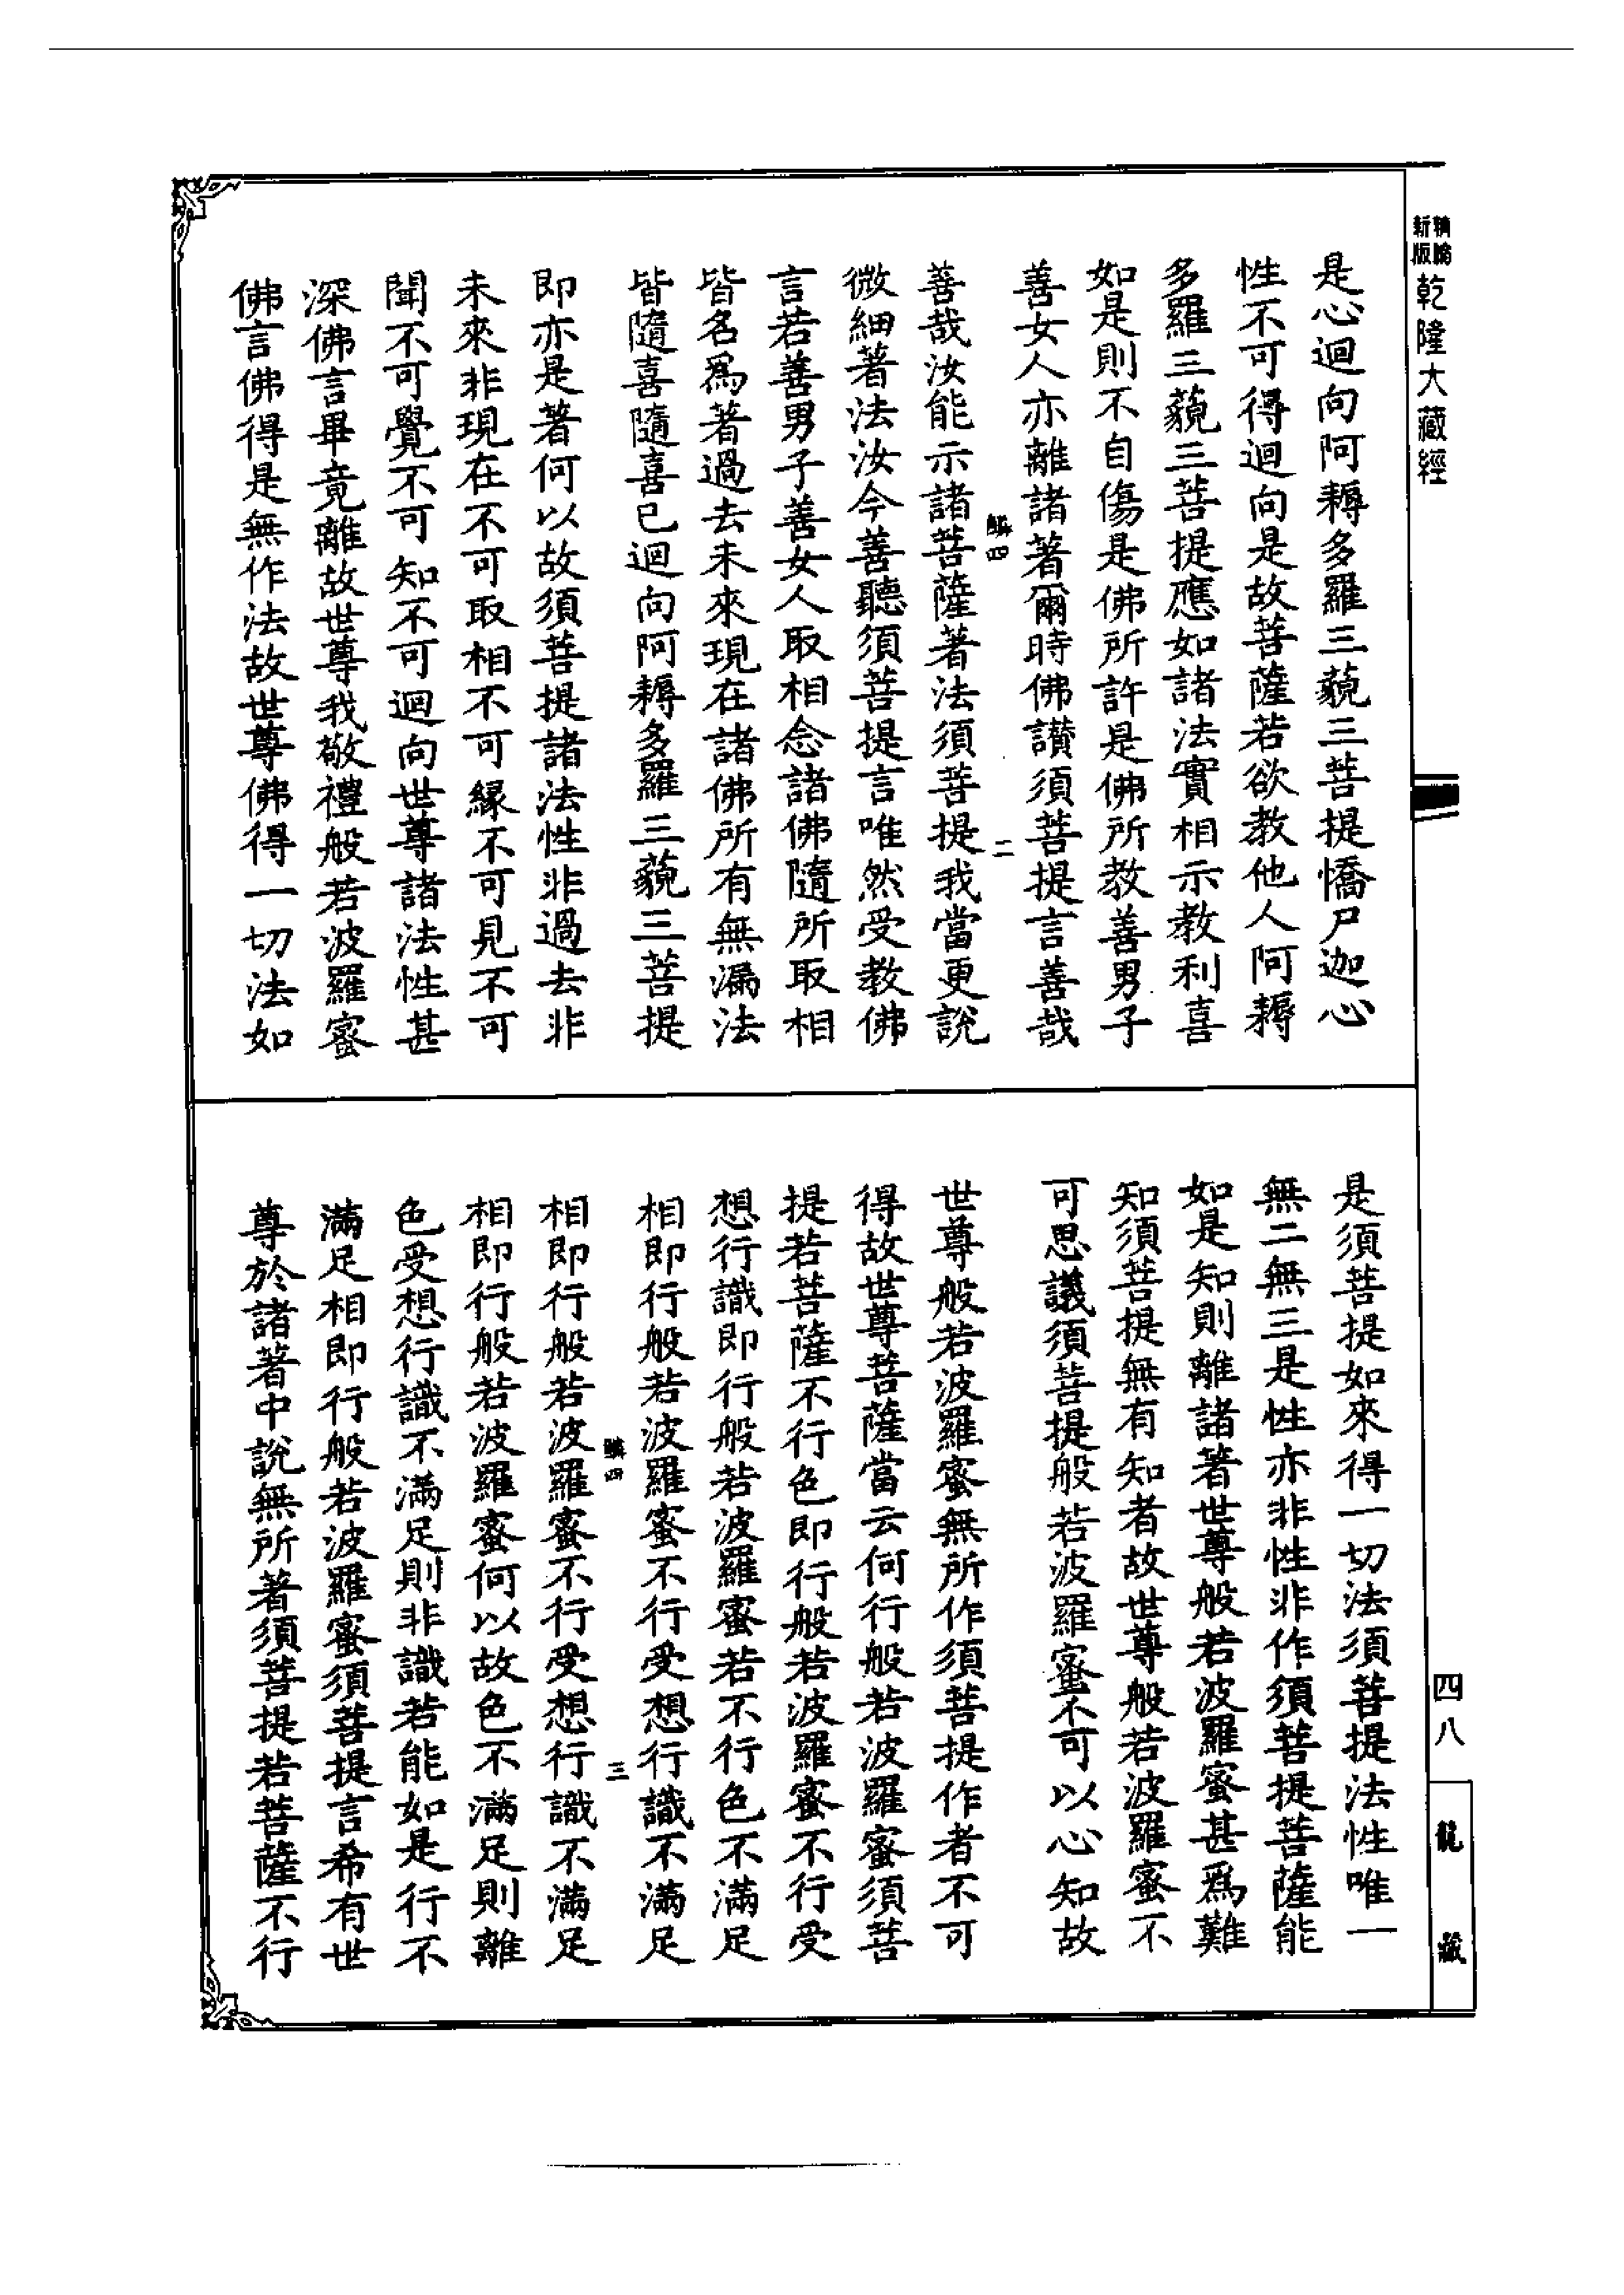 新版
精縮
乾隆大藏經
是心迴向阿耨多羅三藐三菩提憍尸迦心
性不可得迴向是故菩薩若欲教他人阿耨
多羅三藐三菩提應如諸法實相示教利喜
如是則不自傷是佛所許是佛所教善男子
善女人亦離諸著爾時佛讚須菩提言善哉
二
善哉汝能示諸菩薩著法須菩提我當更說
微細著法汝今善聽須菩提言唯然受教佛
言若善男子善女人取相念諸佛隨所取相
皆名爲著過去未來現在諸佛所有無漏法
皆隨喜隨喜已迴向阿耨多羅三藐三菩提
即亦是著何以故須菩提諸法性非過去非
未來非現在不可取相不可緣不可見不可
聞不可覺不可知不可迴向世尊諸法性甚
深佛言畢竟離故世尊我敬禮般若波羅蜜
佛言佛得是無作法故世尊佛得一切法如
是須菩提如來得一切法須菩提法性唯一
無二無三是性亦非性非作須菩提菩薩能
如是知則離諸著世尊般若波羅蜜甚爲難
知須菩提無有知者故世尊般若波羅蜜不
可思議須菩提般若波羅蜜不可以心知故
世尊般若波羅蜜無所作須菩提作者不可
得故世尊菩薩當云何行般若波羅蜜須菩
提若菩薩不行色即行般若波羅蜜不行受
想行識即行般若波羅蜜若不行色不滿足
相即行般若波羅蜜不行受想行識不滿足
三
相即行般若波羅蜜不行受想行識不滿足
相即行般若波羅蜜何以故色不滿足則離
色受想行識不滿足則非識若能如是行不
滿足相即行般若波羅蜜須菩提言希有世
尊於諸著中說無所著須菩提若菩薩不行
四八
龍藏